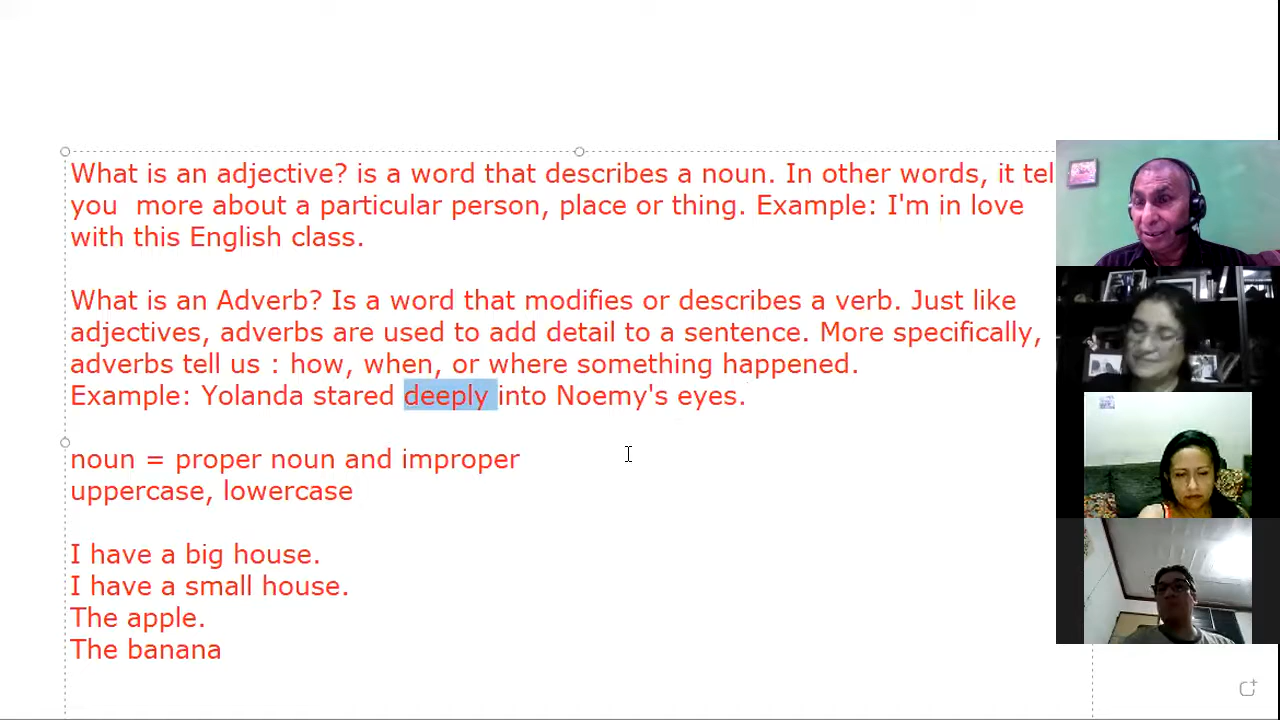 What is an adjective? is a word that describes a noun. In other words, it tel
you more about a particular person, place or thing. Example: I'm in love
with this English class.
What is an Adverb? Is a word that modifies or describes a verb. Just like
adjectives, adverbs are used to add detail to a sentence. More specifically,
adverbs tell us : how, when, or where something happened.
Example: Yolanda stared deeply into Noemy's eyes.
noun = proper noun and improper
uppercase, lowercase
I have a big house.
I have a small house.
The apple.
The banana